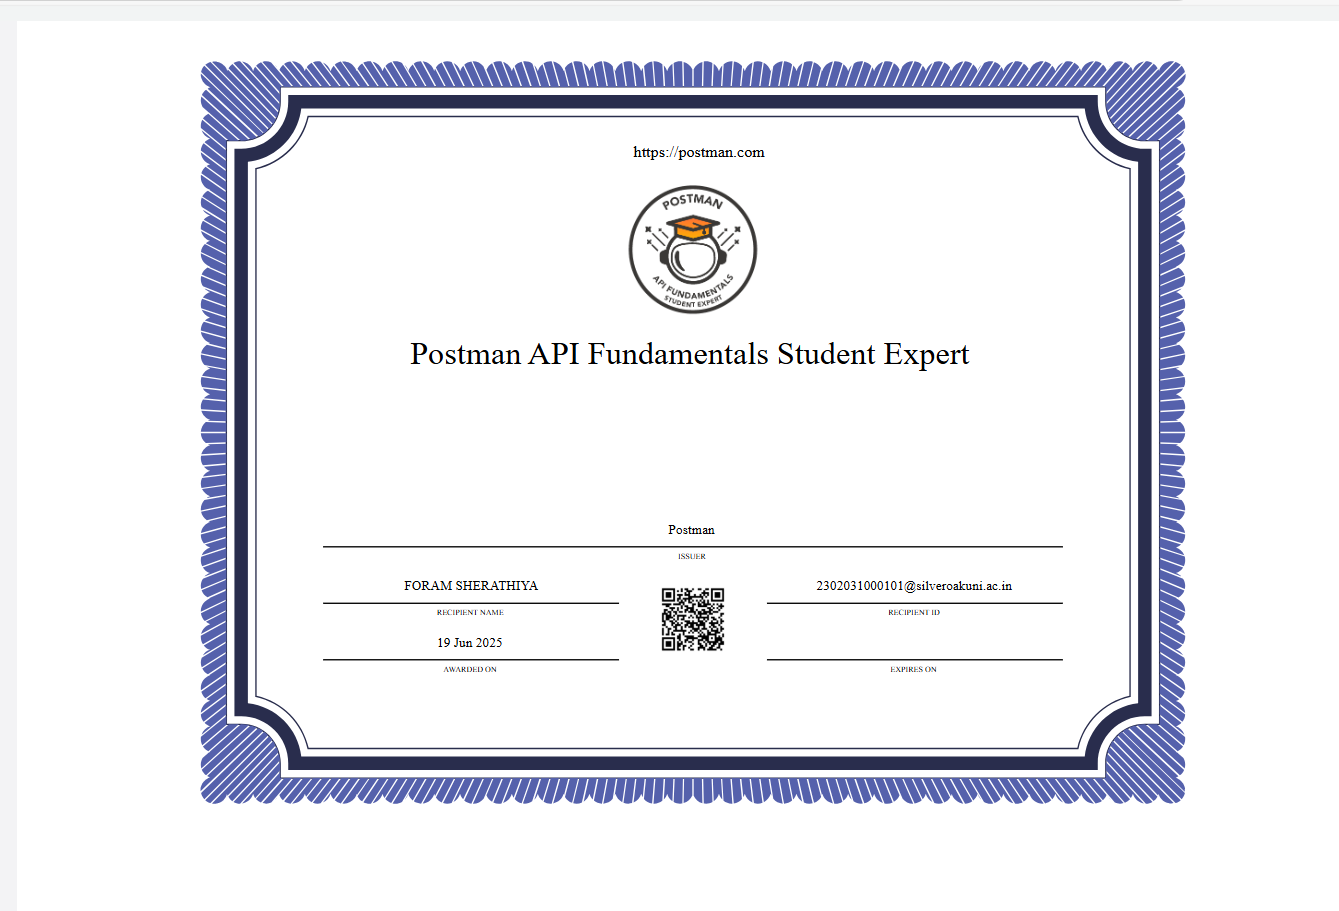 https://postman.com
POSTMAN
API FUNDAMENTALS
STUDENT EXPERT
Postman API Fundamentals Student Expert
Postman
ISSUER
FORAM SHERATHIYA
RECIPIENT NAME
2302031000101@silveroakuni.ac.in
RECIPIENT ID
19 Jun 2025
AWARDED ON
EXPIRES ON